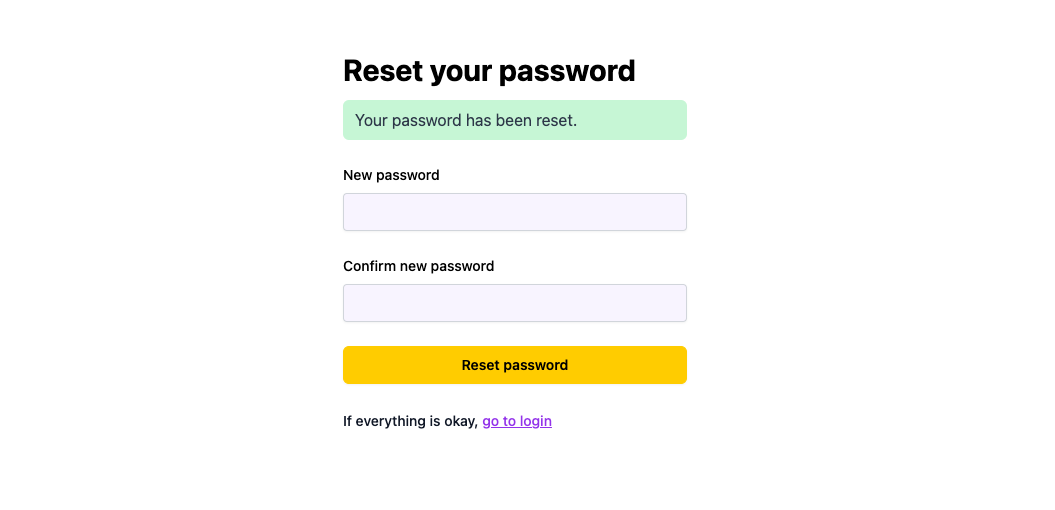 Reset your password
Your password has been reset.
New password
Confirm new password
Reset password
If everything is okay, go to login